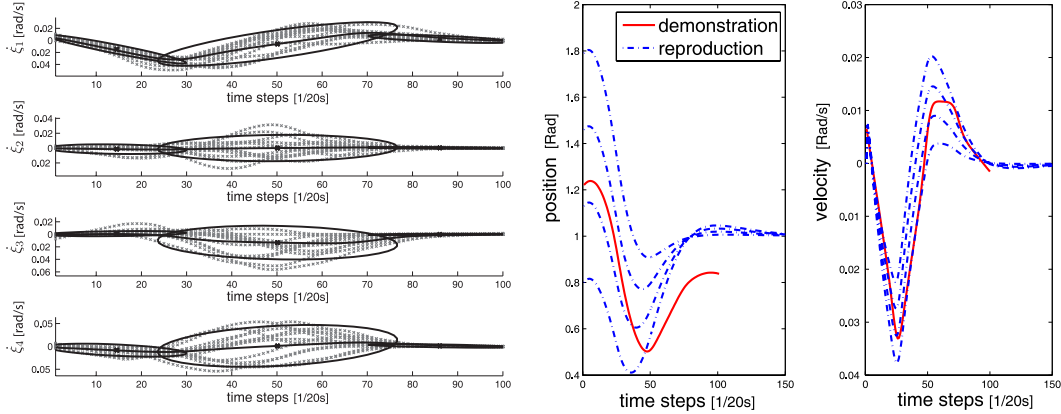 ξ̇1 [rad/s]
0.02
0
0.02
0.04
10 20 30 40 50 60 70 80 90 100
time steps [1/20s]
ξ̇2 [rad/s]
0.04
0.02
0
0.02
10 20 30 40 50 60 70 80 90 100
time steps [1/20s]
ξ̇3 [rad/s]
0.02
0
0.02
0.04
0.06
10 20 30 40 50 60 70 80 90 100
time steps [1/20s]
ξ̇4 [rad/s]
0.05
0
0.05
10 20 30 40 50 60 70 80 90 100
time steps [1/20s]
demonstration
reproduction
position [Rad]
2
1.8
1.6
1.4
1.2
1
0.8
0.6
0.4
0 50 100 150
time steps [1/20s]
velocity [Rad/s]
0.03
0.02
0.01
0
0.01
0.02
0.03
0.04
0 50 100 150
time steps [1/20s]